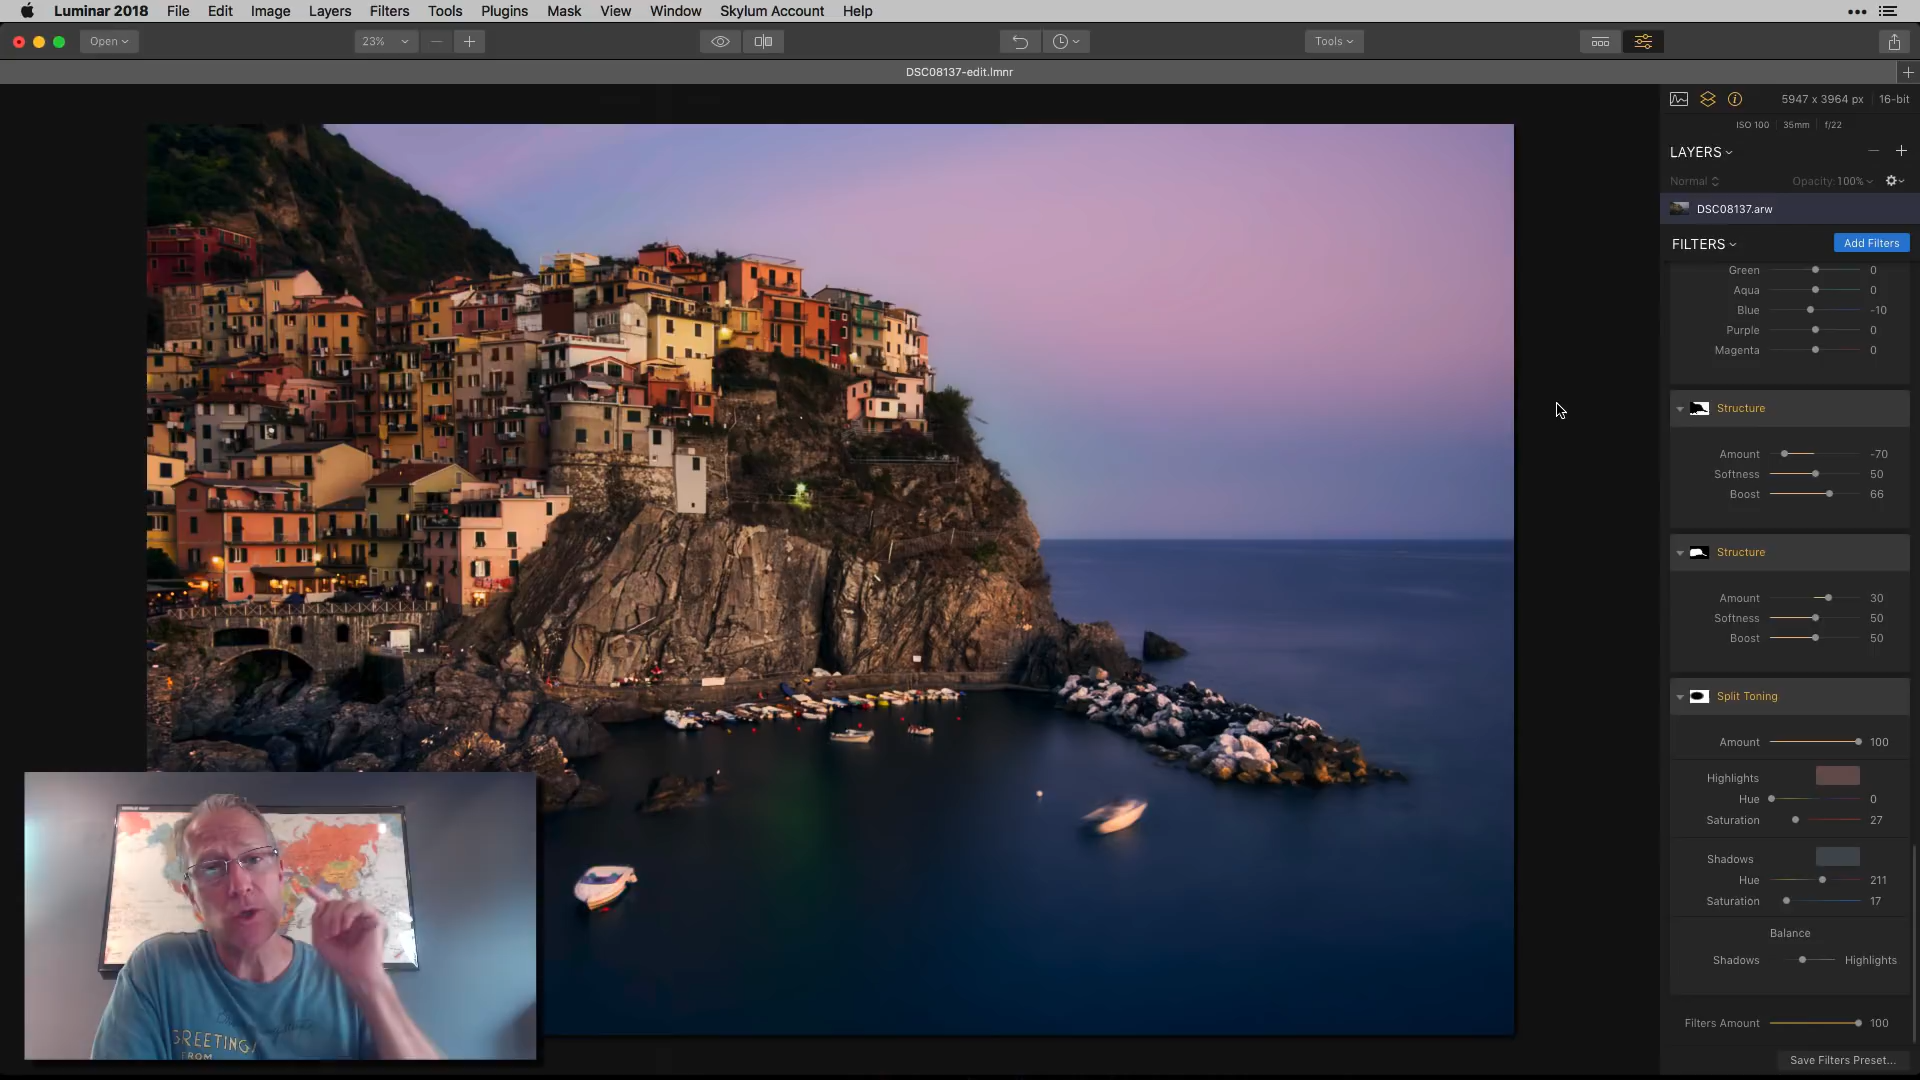 Luminar 2018 File Edit Image Layers Filters Tools Plugins Mask View Window Skylum Account Help
Open 23% Tools
DSC08137-edit.lmnr
5947 x 3964 px 16-bit
ISO 100 35mm f/22
LAYERS
Normal Opacity: 100%
DSC08137.arw
FILTERS Add Filters
Green 0
Aqua 0
Blue -10
Purple 0
Magenta 0
Structure
Amount -70
Softness 50
Boost 66
Structure
Amount 30
Softness 50
Boost 50
Split Toning
Amount 100
Highlights
Hue 0
Saturation 27
Shadows
Hue 211
Saturation 17
Balance
Shadows Highlights
Filters Amount 100
Save Filters Preset...
GREETING
FROM